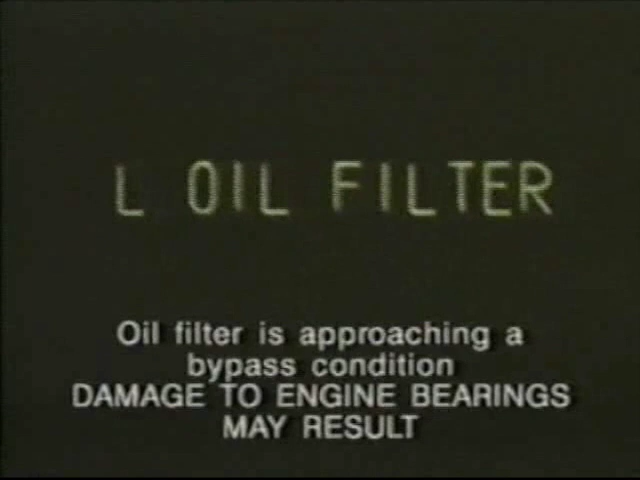 L OIL FILTER
Oil filter is approaching a
bypass condition
DAMAGE TO ENGINE BEARINGS
MAY RESULT